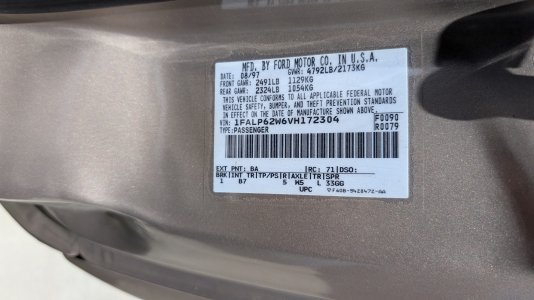 MFD. BY FORD MOTOR CO. IN U.S.A.
DATE: 08/97 GVWR: 4792LB/2173KG
FRONT GAWR: 2491LB 1129KG
REAR GAWR: 2324LB 1054KG
THIS VEHICLE CONFORMS TO ALL APPLICABLE FEDERAL MOTOR
VEHICLE SAFETY, BUMPER, AND THEFT PREVENTION STANDARDS
IN EFFECT ON THE DATE OF MANUFACTURE SHOWN ABOVE.
VIN: 1FALP62W6VH172304 F0090
TYPE: PASSENGER R0079
EXT PNT: BA RC: 71 DSO:
BRK INT TR TP/PS R AXLE TR SPR
1 B7 5 M5 L 33GG
UPC